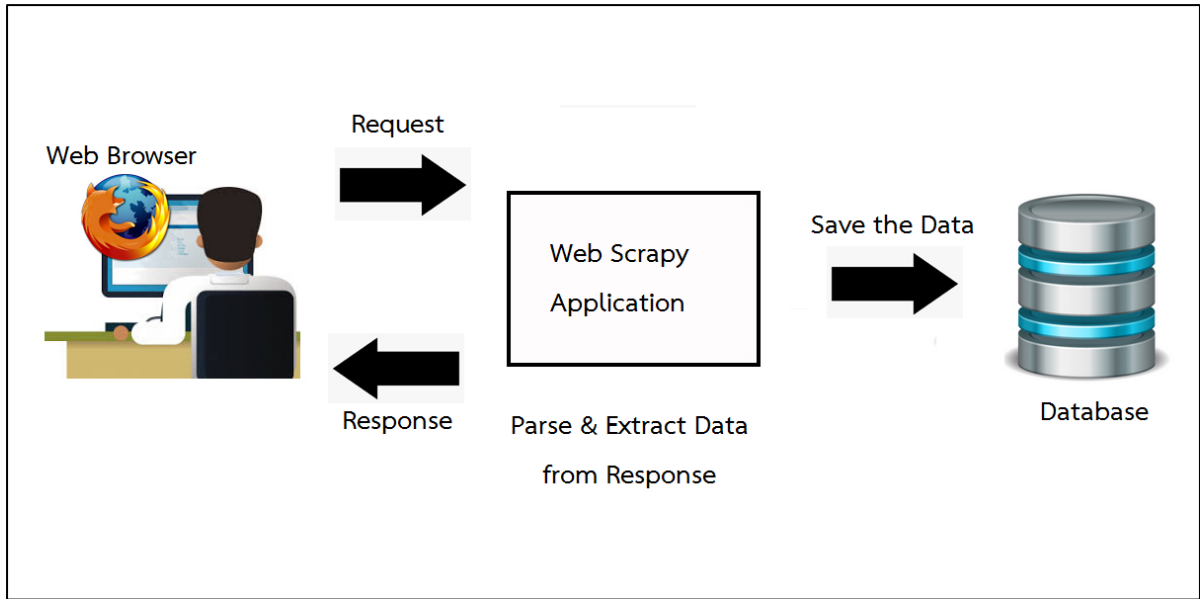 Request
Web Browser
Web Scrapy
Application
Save the Data
Response
Parse & Extract Data
from Response
Database